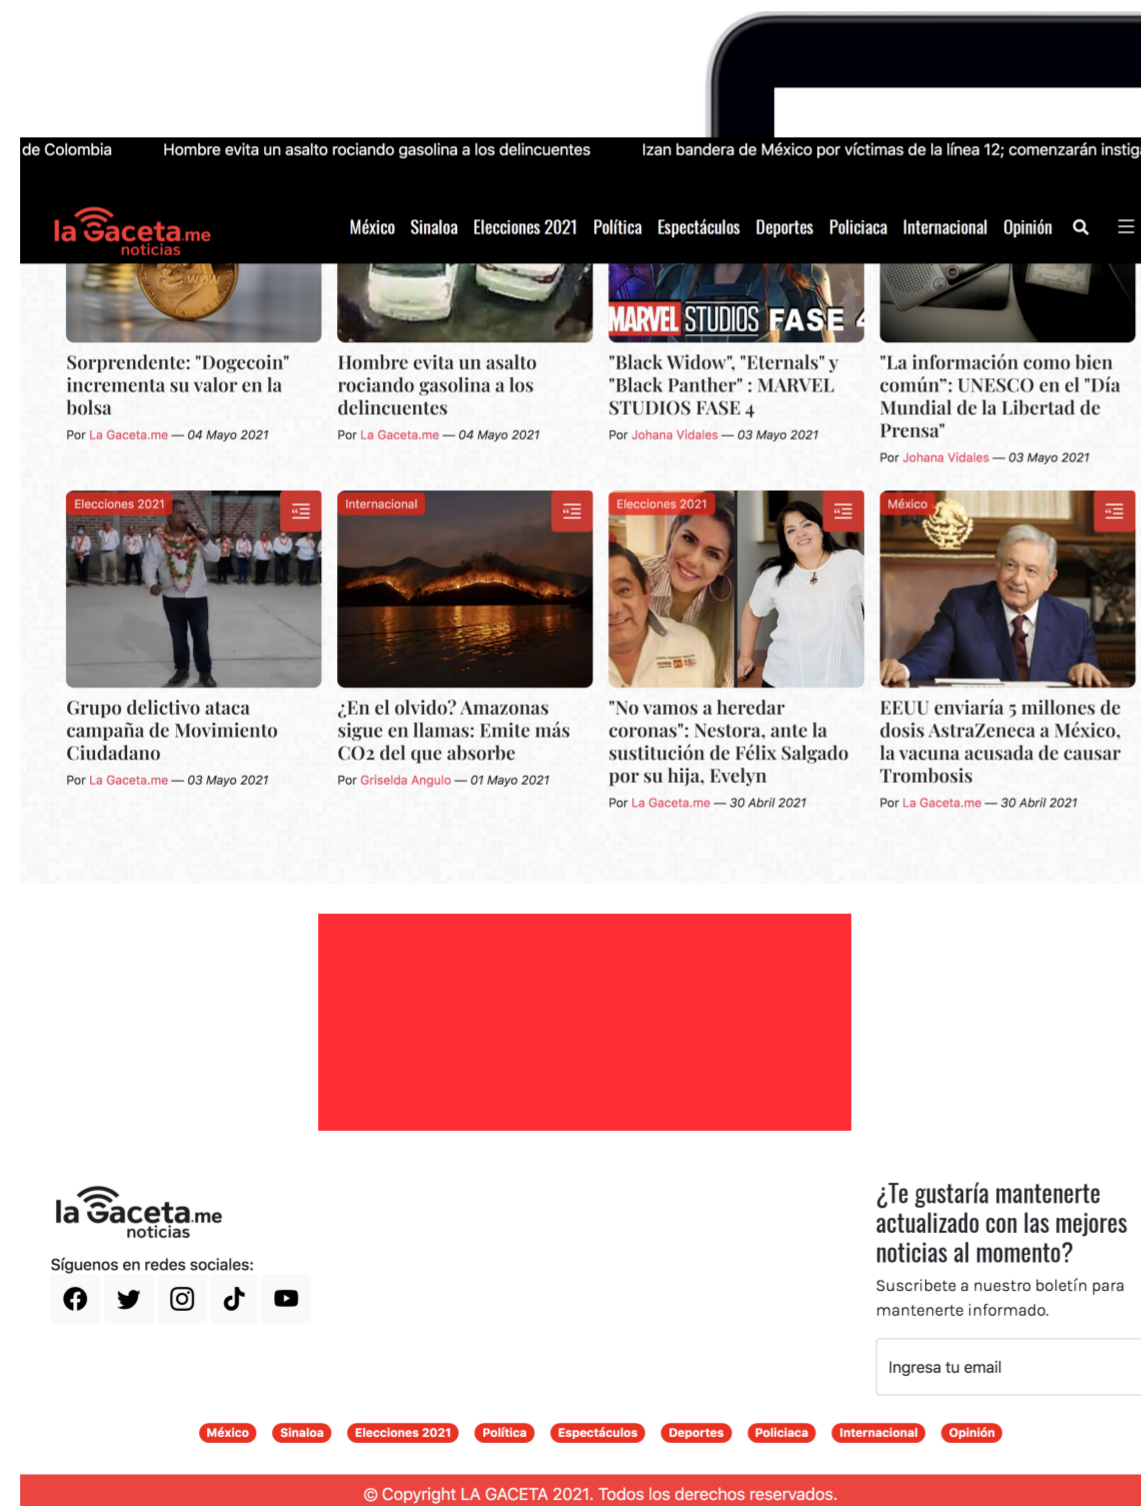 de Colombia Hombre evita un asalto rociando gasolina a los delincuentes Izan bandera de México por víctimas de la línea 12; comenzarán instiga
la Gaceta.me
noticias
México Sinaloa Elecciones 2021 Política Espectáculos Deportes Policiaca Internacional Opinión
WOW
MARVEL STUDIOS FASE 4
Sorprendente: "Dogecoin"
incrementa su valor en la
bolsa
Por La Gaceta.me — 04 Mayo 2021
Hombre evita un asalto
rociando gasolina a los
delincuentes
Por La Gaceta.me — 04 Mayo 2021
"Black Widow", "Eternals" y
"Black Panther" : MARVEL
STUDIOS FASE 4
Por Johana Vidales — 03 Mayo 2021
"La información como bien
común”: UNESCO en el "Día
Mundial de la Libertad de
Prensa"
Por Johana Vidales — 03 Mayo 2021
Elecciones 2021
Grupo delictivo ataca
campaña de Movimiento
Ciudadano
Por La Gaceta.me — 03 Mayo 2021
Internacional
¿En el olvido? Amazonas
sigue en llamas: Emite más
CO2 del que absorbe
Por Griselda Angulo — 01 Mayo 2021
Elecciones 2021
"No vamos a heredar
coronas": Nestora, ante la
sustitución de Félix Salgado
por su hija, Evelyn
Por La Gaceta.me — 30 Abril 2021
México
EEUU enviaría 5 millones de
dosis AstraZeneca a México,
la vacuna acusada de causar
Trombosis
Por La Gaceta.me — 30 Abril 2021
la Gaceta.me
noticias
Síguenos en redes sociales:
¿Te gustaría mantenerte
actualizado con las mejores
noticias al momento?
Suscribete a nuestro boletín para
mantenerte informado.
Ingresa tu email
México Sinaloa Elecciones 2021 Política Espectáculos Deportes Policiaca Internacional Opinión
© Copyright LA GACETA 2021. Todos los derechos reservados.